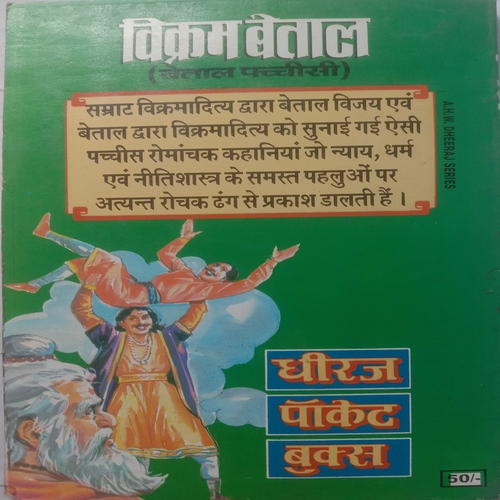 विक्रम बैताल
(बेताल पच्चीसी)
सम्राट विक्रमादित्य द्वारा बेताल विजय एवं
बेताल द्वारा विक्रमादित्य को सुनाई गई ऐसी
पच्चीस रोमांचक कहानियां जो न्याय, धर्म
एवं नीतिशास्त्र के समस्त पहलुओं पर
अत्यन्त रोचक ढंग से प्रकाश डालती हैं ।
A.H.W. DHEERAJ SERIES
धीरज
पॉकेट
बुक्स
50/-